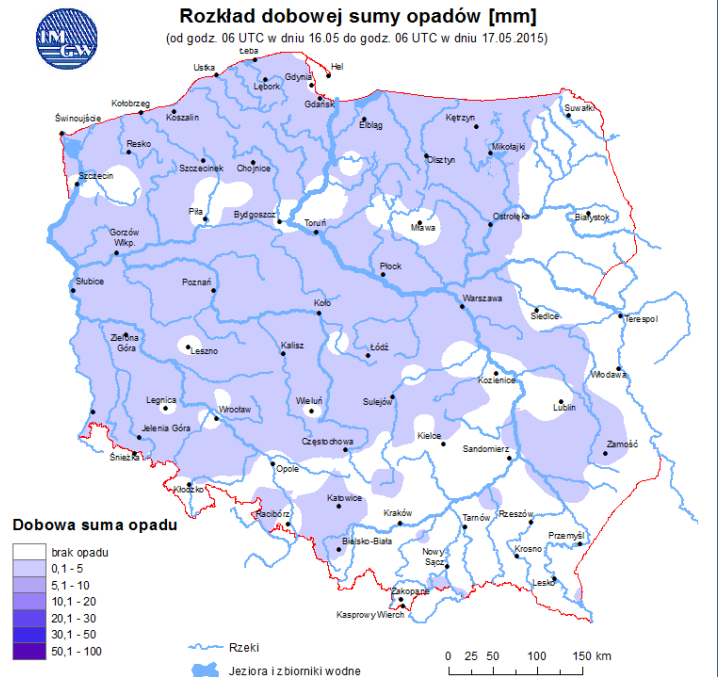 IM
GW
Rozkład dobowej sumy opadów [mm]
(od godz. 06 UTC w dniu 16.05 do godz. 06 UTC w dniu 17.05.2015)
Łeba
Ustka
Hel
Gdynia
Lębork
Gdańsk
Kołobrzeg
Koszalin
Suwałki
Świnoujście
Elbląg
Kętrzyn
Resko
Mikołajki
Szczecinek
Chojnice
Olsztyn
Szczecin
Piła
Bydgoszcz
Toruń
Mława
Ostrołęka
Białystok
Gorzów
Wlkp.
Płock
Słubice
Poznań
Koło
Warszawa
Siedlce
Terespol
Zielona
Góra
Leszno
Kalisz
Łódź
Kozienice
Włodawa
Legnica
Wrocław
Wieluń
Sulejów
Lublin
Jelenia Góra
Częstochowa
Kielce
Śnieżka
Sandomierz
Zamość
Opole
Kłodzko
Katowice
Racibórz
Kraków
Tarnów
Rzeszów
Bielsko-Biała
Przemyśl
Nowy
Sącz
Krosno
Lesko
Zakopane
Kasprowy Wierch
Dobowa suma opadu
brak opadu
0,1 - 5
5,1 - 10
10,1 - 20
20,1 - 30
30,1 - 50
50,1 - 100
Rzeki
Jeziora i zbiorniki wodne
0 25 50 100 150 km